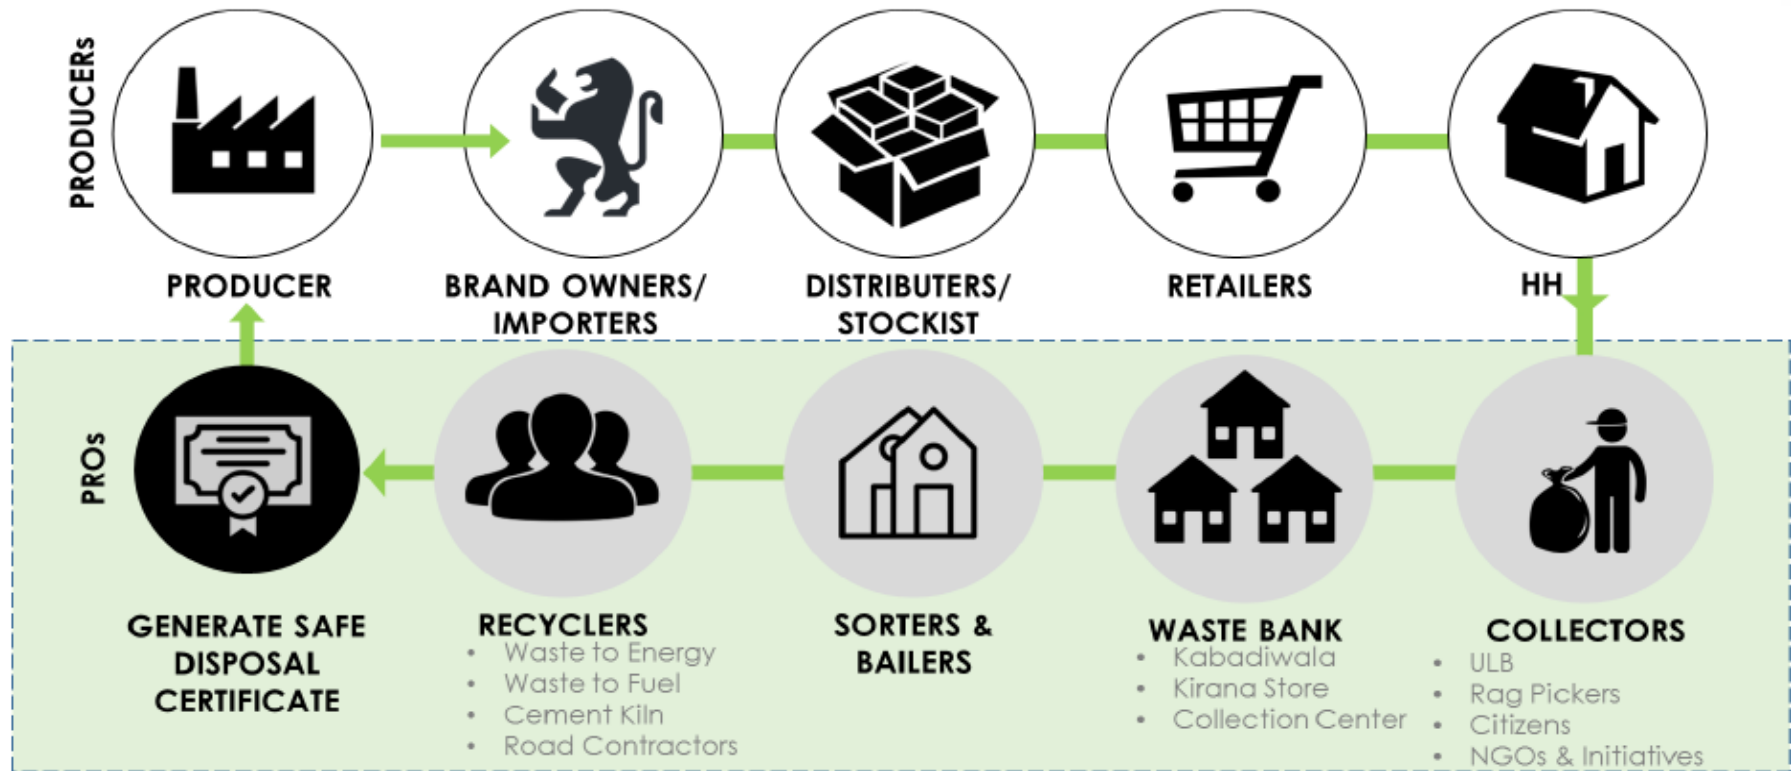 PRODUCERs
PRODUCER
BRAND OWNERS/
IMPORTERS
DISTRIBUTERS/
STOCKIST
RETAILERS
HH
PROs
GENERATE SAFE
DISPOSAL
CERTIFICATE
RECYCLERS
• Waste to Energy
• Waste to Fuel
• Cement Kiln
• Road Contractors
SORTERS &
BAILERS
WASTE BANK
• Kabadiwala
• Kirana Store
• Collection Center
COLLECTORS
• ULB
• Rag Pickers
• Citizens
• NGOs & Initiatives